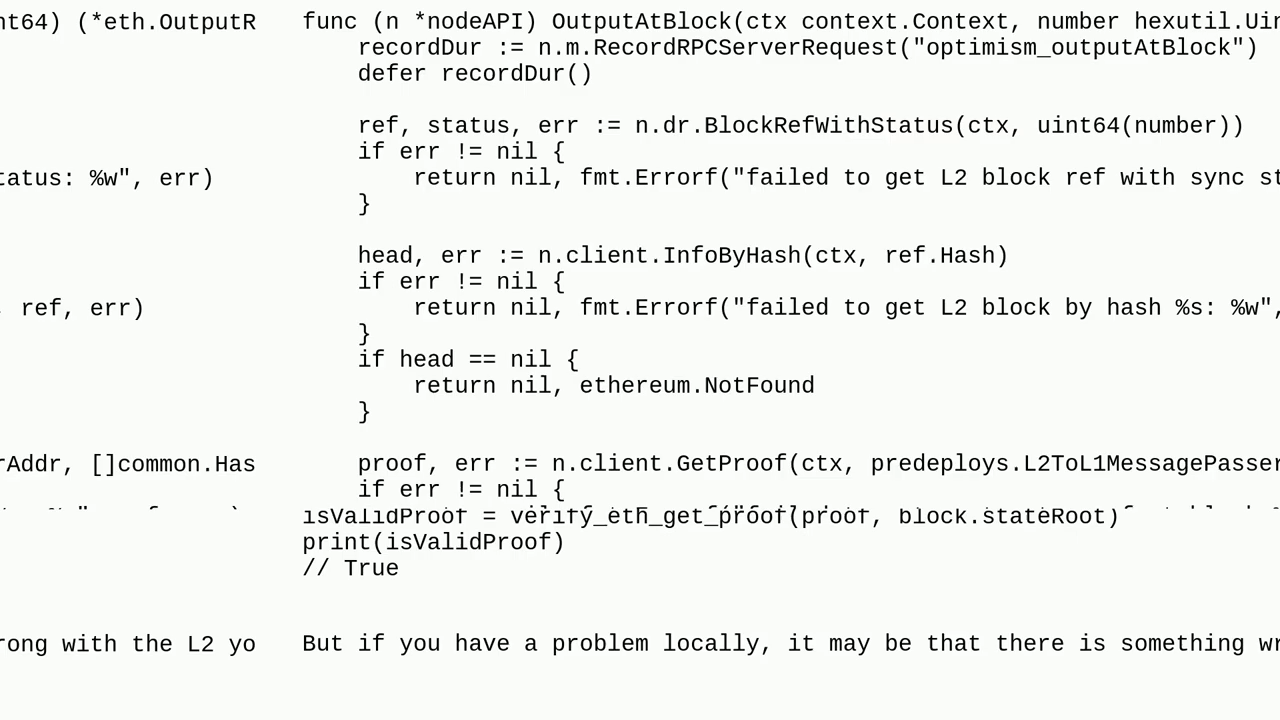 nt64) (*eth.OutputR func (n *nodeAPI) OutputAtBlock(ctx context.Context, number hexutil.Uin
recordDur := n.m.RecordRPCServerRequest("optimism_outputAtBlock")
defer recordDur()
ref, status, err := n.dr.BlockRefWithStatus(ctx, uint64(number))
if err != nil {
tatus: %w", err) return nil, fmt.Errorf("failed to get L2 block ref with sync st
}
head, err := n.client.InfoByHash(ctx, ref.Hash)
if err != nil {
ref, err) return nil, fmt.Errorf("failed to get L2 block by hash %s: %w",
}
if head == nil {
return nil, ethereum.NotFound
}
rAddr, []common.Has proof, err := n.client.GetProof(ctx, predeploys.L2ToL1MessagePasser
if err != nil {
isValidProof = verify_eth_get_proof(proof, block.stateRoot)
print(isValidProof)
// True
rong with the L2 yo But if you have a problem locally, it may be that there is something wr